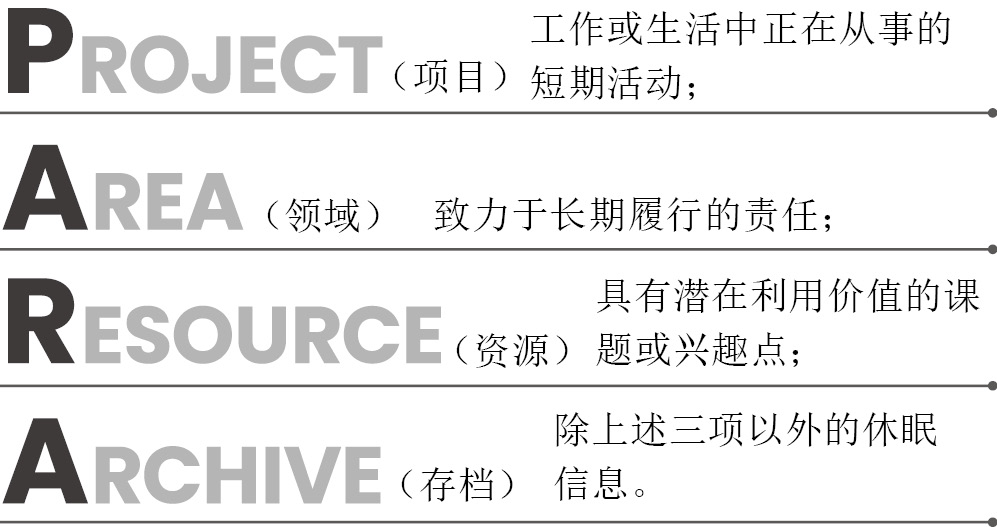 PROJECT（项目）工作或生活中正在从事的
短期活动；
AREA（领域） 致力于长期履行的责任；
RESOURCE（资源）具有潜在利用价值的课
题或兴趣点；
ARCHIVE（存档）除上述三项以外的休眠
信息。